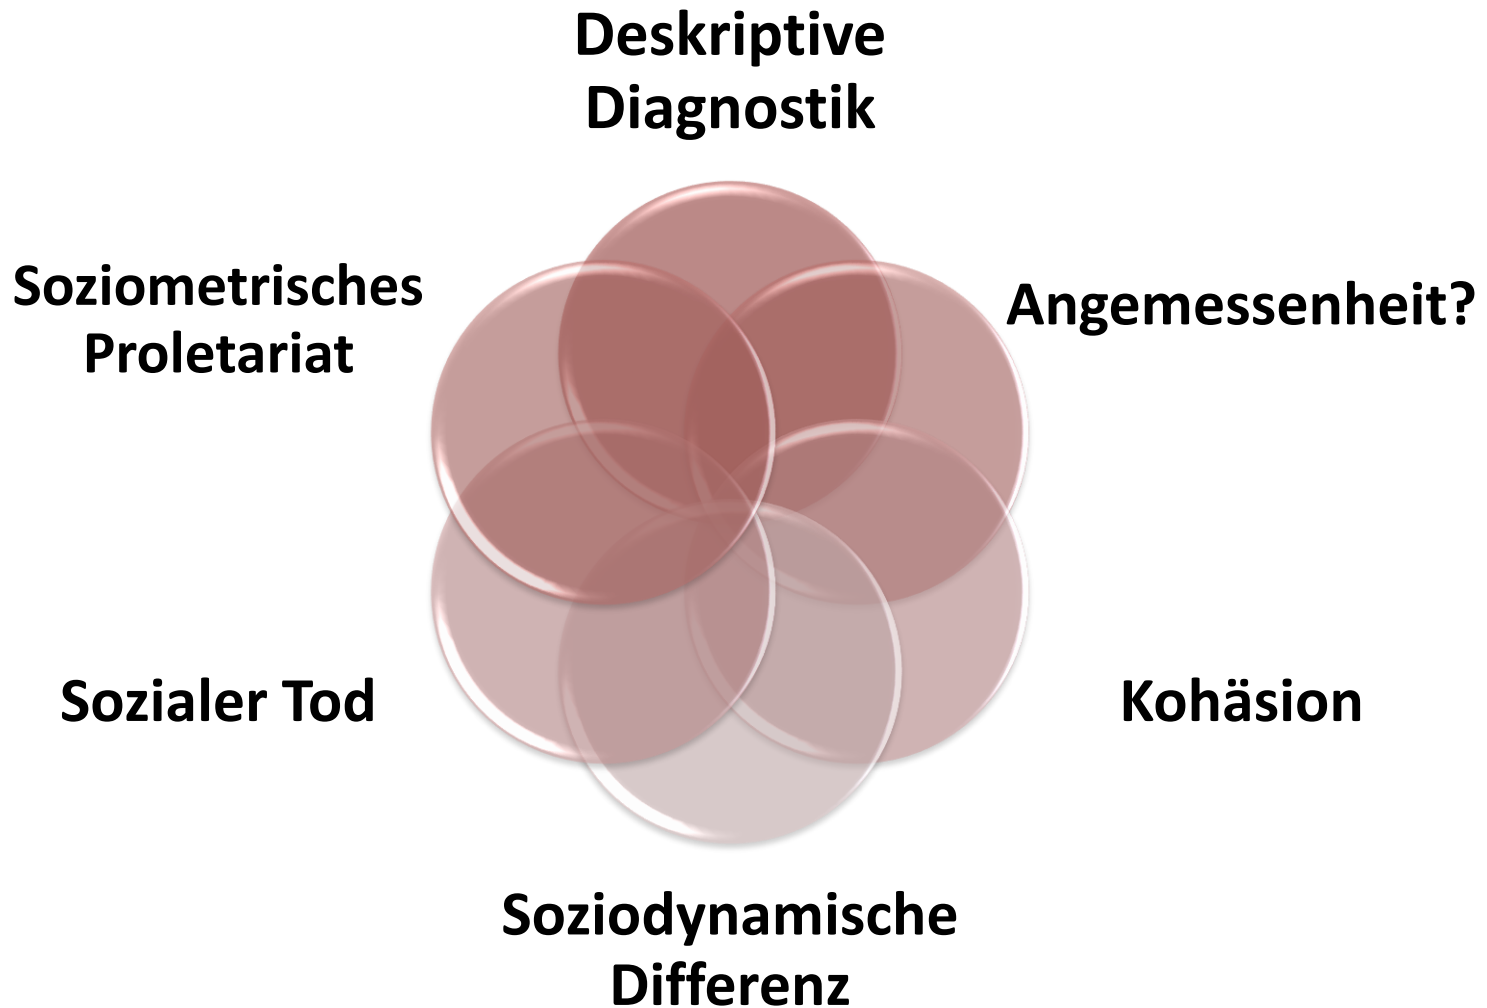 Deskriptive
Diagnostik
Soziometrisches
Proletariat
Angemessenheit?
Sozialer Tod
Kohäsion
Soziodynamische
Differenz